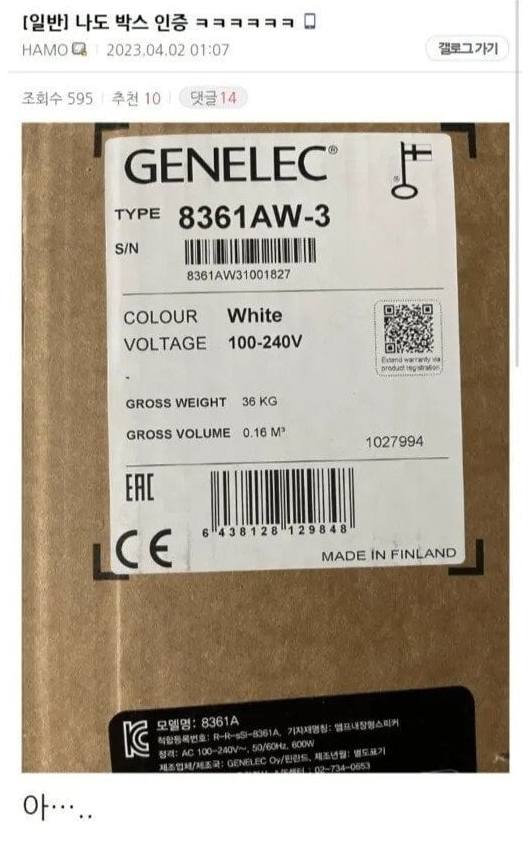 [일반] 나도 박스 인증 ㅋㅋㅋㅋㅋㅋ
HAMO 2023.04.02 01:07
갤로그 가기
조회수 595 추천 10 댓글 14
GENELEC®
TYPE 8361AW-3
S/N
8361AW31001827
COLOUR White
VOLTAGE 100-240V
Extend warranty via
product registration
GROSS WEIGHT 36 KG
GROSS VOLUME 0.16 M³
1027994
EAC
6 438128 129848
CE
MADE IN FINLAND
모델명: 8361A
적합등록번호: R-R-sSI-8361A, 기자재명칭: 앰프내장형스피커
정격: AC 100-240V~, 50/60Hz, 600W
제조업체/제조국: GENELEC Oy/핀란드, 제조년월: 별도표기
02-734-0653
아…..